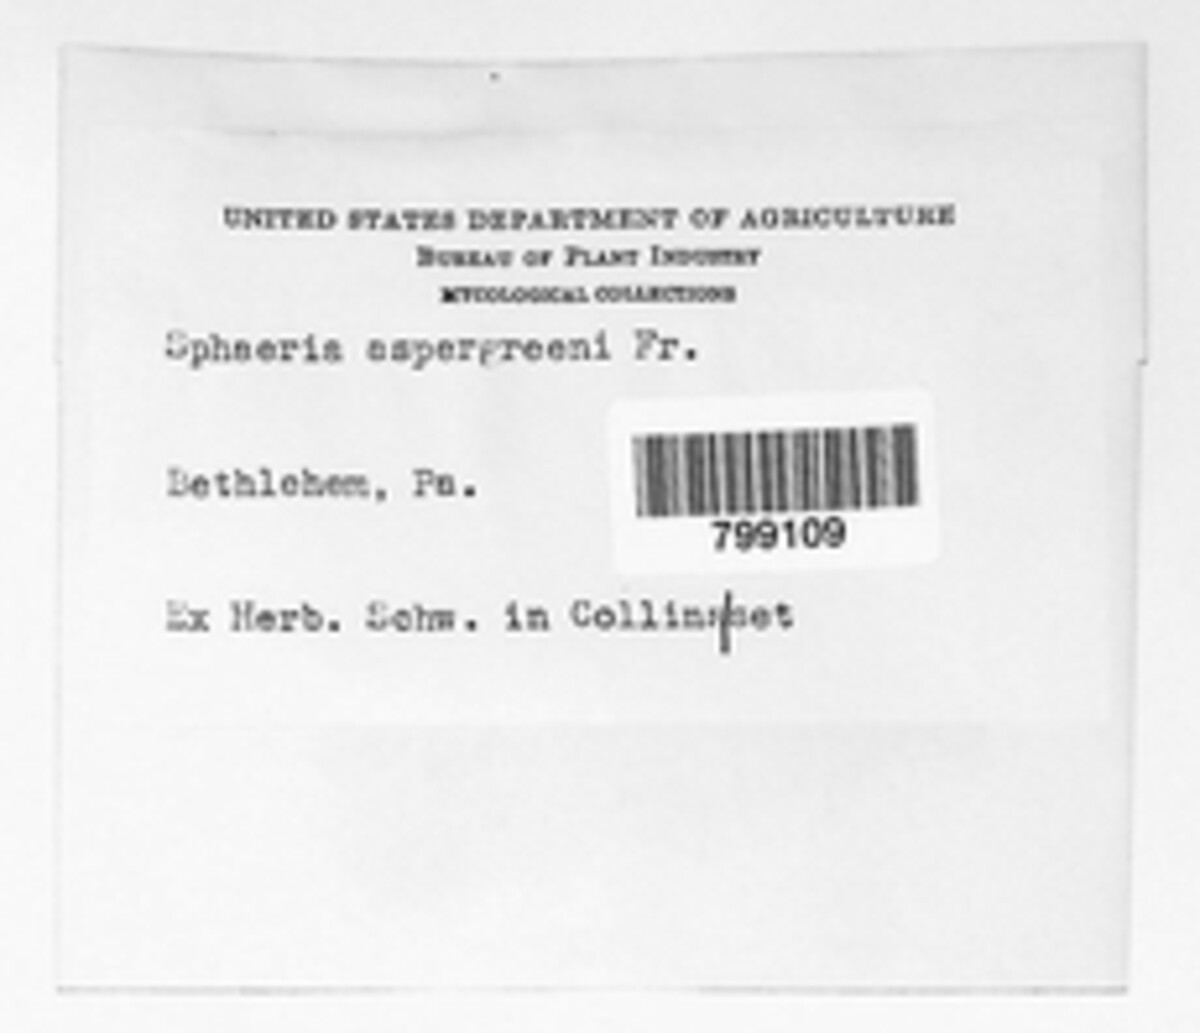 UNITED STATES DEPARTMENT OF AGRICULTURE
BUREAU OF PLANT INDUSTRY
MYCOLOGICAL COLLECTIONS
Sphaeria aspergreeni Fr.
Bethlehem, Pa.
799109
Ex Herb. Schw. in Collins set